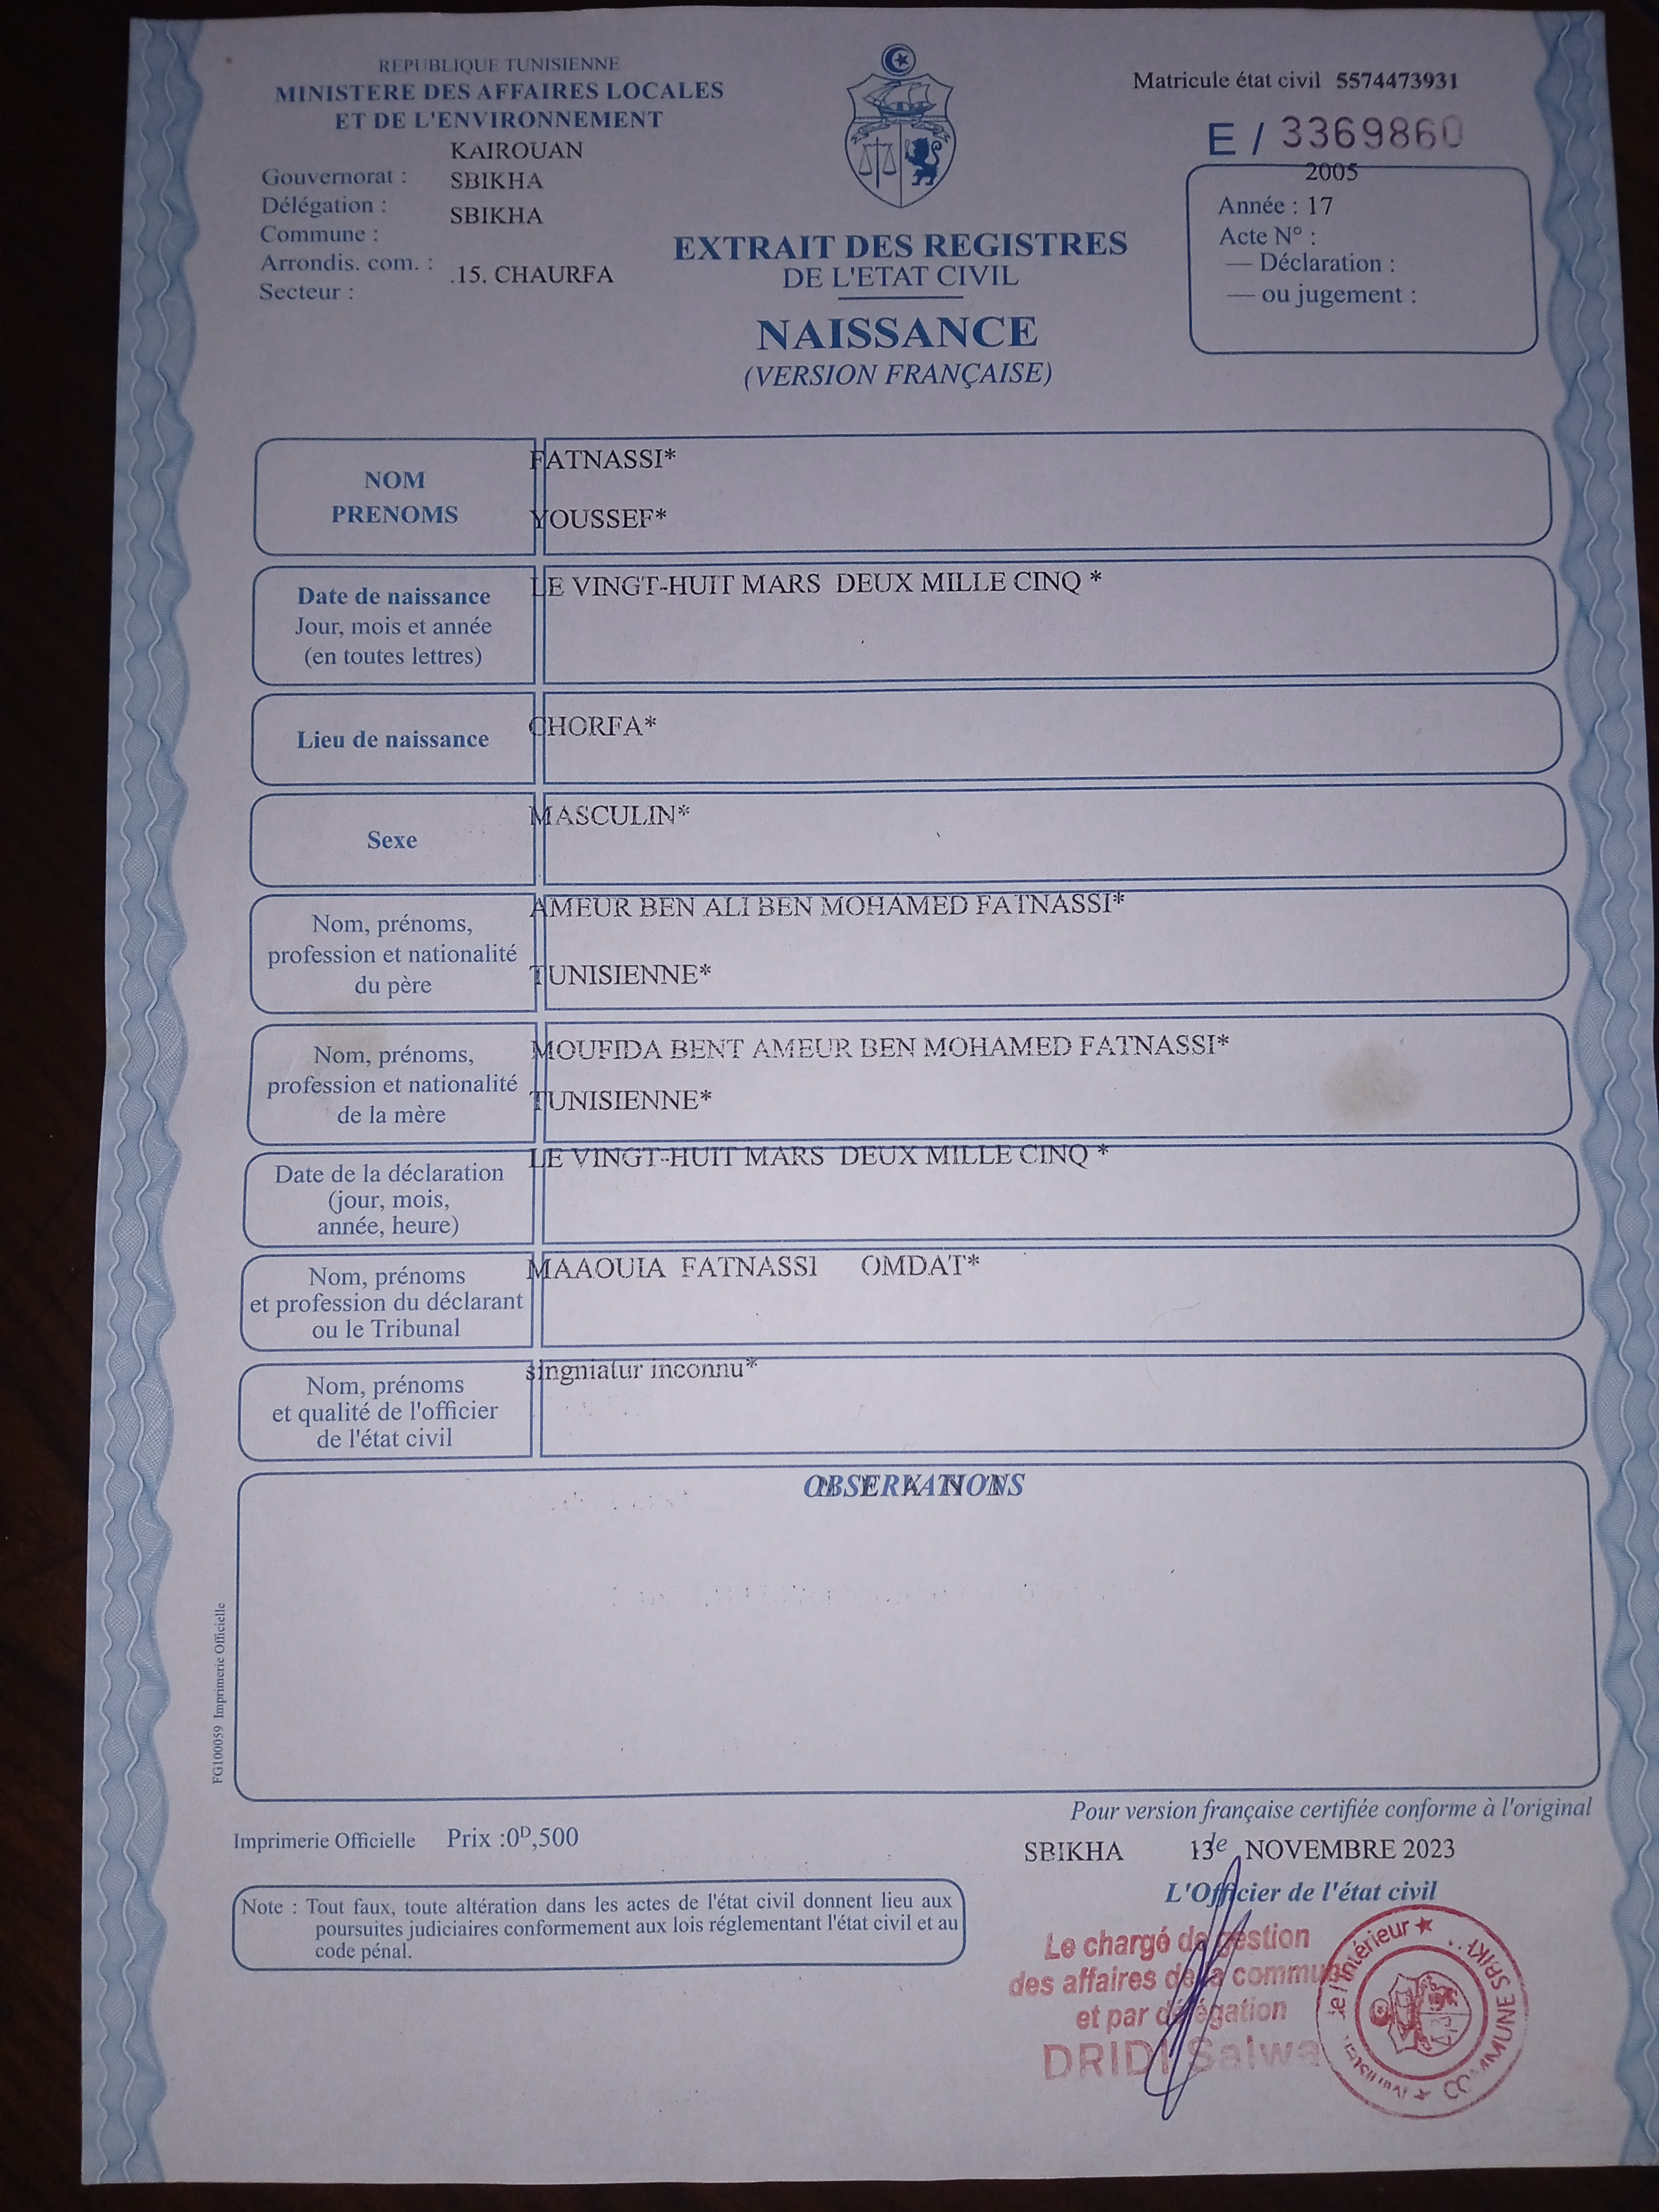 REPUBLIQUE TUNISIENNE
MINISTERE DES AFFAIRES LOCALES
ET DE L'ENVIRONNEMENT
KAIROUAN
Gouvernorat : SBIKHA
Délégation :
SBIKHA
Commune :
Arrondis. com. :
.15. CHAURFA
Secteur :
Matricule état civil 5574473931
E / 3369860
2005
Année : 17
Acte N° :
— Déclaration :
— ou jugement :
EXTRAIT DES REGISTRES
DE L'ETAT CIVIL
NAISSANCE
(VERSION FRANÇAISE)
NOM
PRENOMS
FATNASSI*
YOUSSEF*
Date de naissance
Jour, mois et année
(en toutes lettres)
LE VINGT-HUIT MARS DEUX MILLE CINQ *
Lieu de naissance
CHORFA*
Sexe
MASCULIN*
Nom, prénoms,
profession et nationalité
du père
AMEUR BEN ALI BEN MOHAMED FATNASSI*
TUNISIENNE*
Nom, prénoms,
profession et nationalité
de la mère
MOUFIDA BENT AMEUR BEN MOHAMED FATNASSI*
TUNISIENNE*
Date de la déclaration
(jour, mois,
année, heure)
LE VINGT-HUIT MARS DEUX MILLE CINQ *
Nom, prénoms
et profession du déclarant
ou le Tribunal
MAAOUIA FATNASSI OMDAT*
Nom, prénoms
et qualité de l'officier
de l'état civil
singniatur inconnu*
OBSERVATIONS
FG100059 Imprimerie Officielle
Pour version française certifiée conforme à l'original
Imprimerie Officielle Prix :0ᴰ,500
SBIKHA 13 le NOVEMBRE 2023
L'Officier de l'état civil
Note : Tout faux, toute altération dans les actes de l'état civil donnent lieu aux
poursuites judiciaires conformement aux lois réglementant l'état civil et au
code pénal.
Le chargé de gestion
des affaires de la commune
et par délégation
DRIDI Salwa
de l'Intérieur ★
COMMUNE